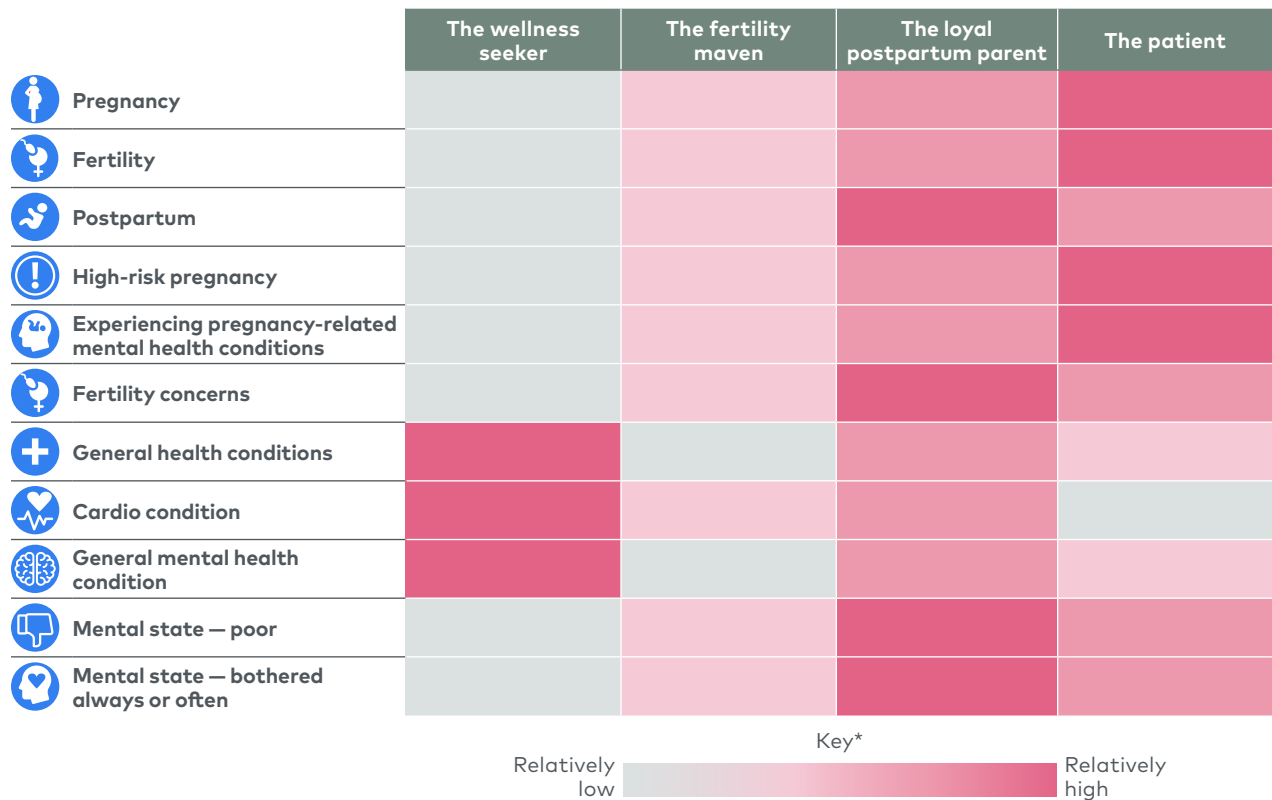 The wellness
seeker
The fertility
maven
The loyal
postpartum parent
The patient
Pregnancy
Fertility
Postpartum
High-risk pregnancy
Experiencing pregnancy-related
mental health conditions
Fertility concerns
General health conditions
Cardio condition
General mental health
condition
Mental state — poor
Mental state — bothered
always or often
Key*
Relatively
low
Relatively
high